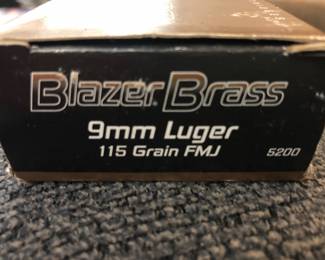 Blazer Brass
9mm Luger
115 Grain FMJ
5200